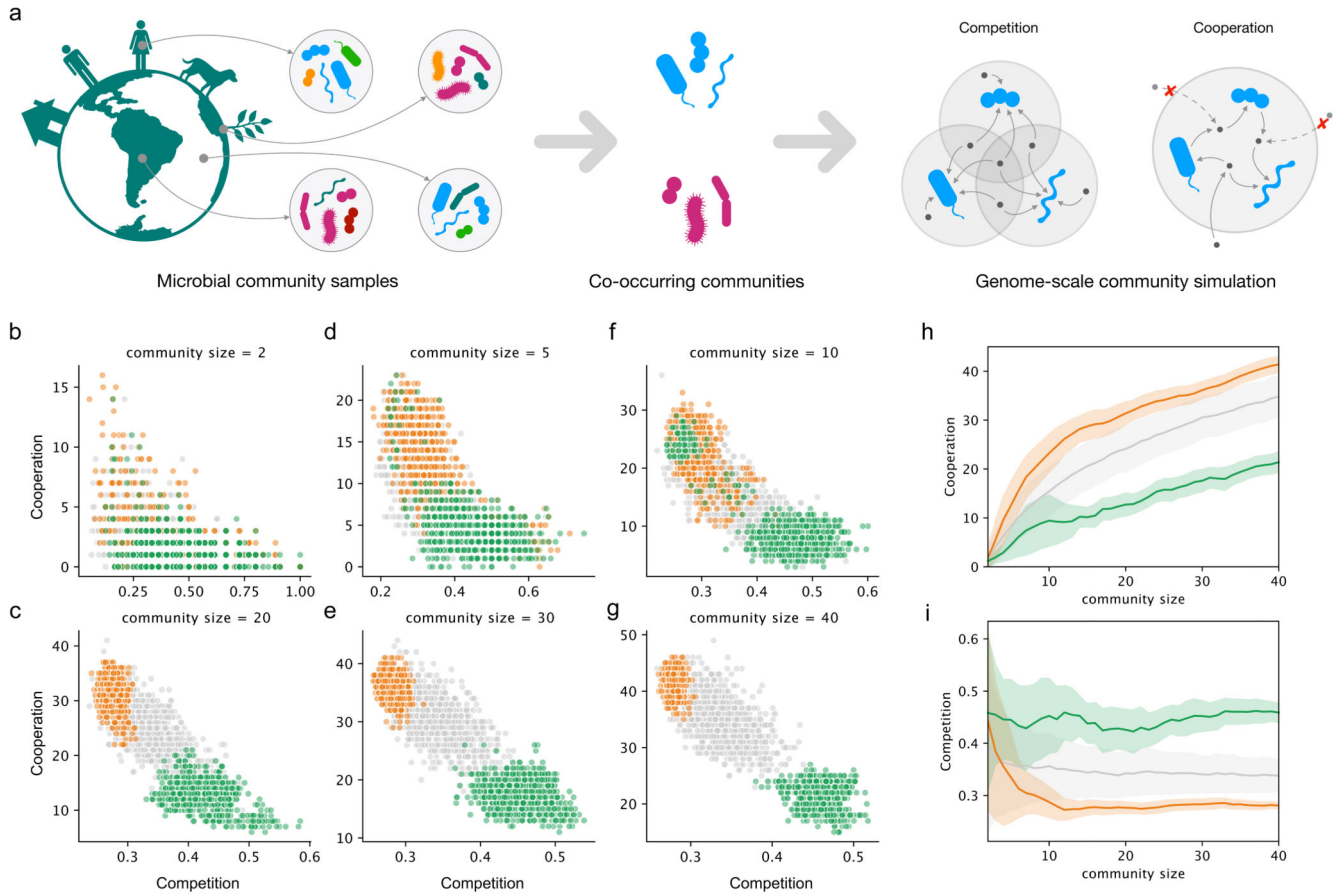 a
Competition
Cooperation
Microbial community samples
Co-occurring communities
Genome-scale community simulation
b
community size = 2
Cooperation
15
10
5
0
0.25
0.50
0.75
1.00
d
community size = 5
20
15
10
5
0
0.2
0.4
0.6
f
community size = 10
30
20
10
0.3
0.4
0.5
0.6
h
Cooperation
40
30
20
10
0
10
20
30
40
community size
c
community size = 20
Cooperation
40
30
20
10
0.3
0.4
0.5
0.6
Competition
e
community size = 30
40
30
20
10
0.3
0.4
0.5
Competition
g
community size = 40
50
40
30
20
0.3
0.4
0.5
Competition
i
Competition
0.6
0.5
0.4
0.3
10
20
30
40
community size